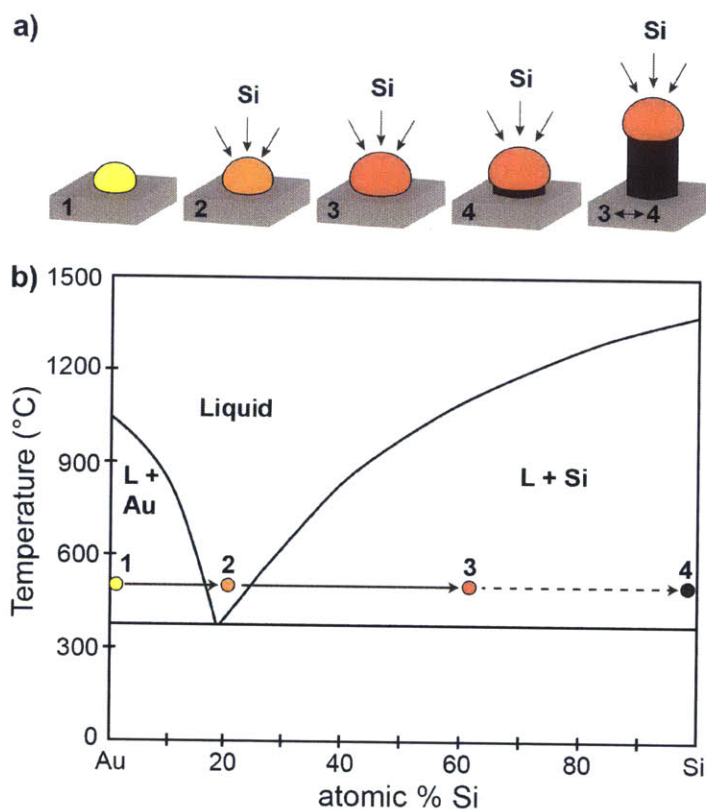 a)
Si Si Si Si
1 2 3 4 3↔4
b)
1500
1200
900
600
300
0
Temperature (°C)
Liquid
L +
Au
L + Si
1 2 3 4
Au 20 40 60 80 Si
atomic % Si